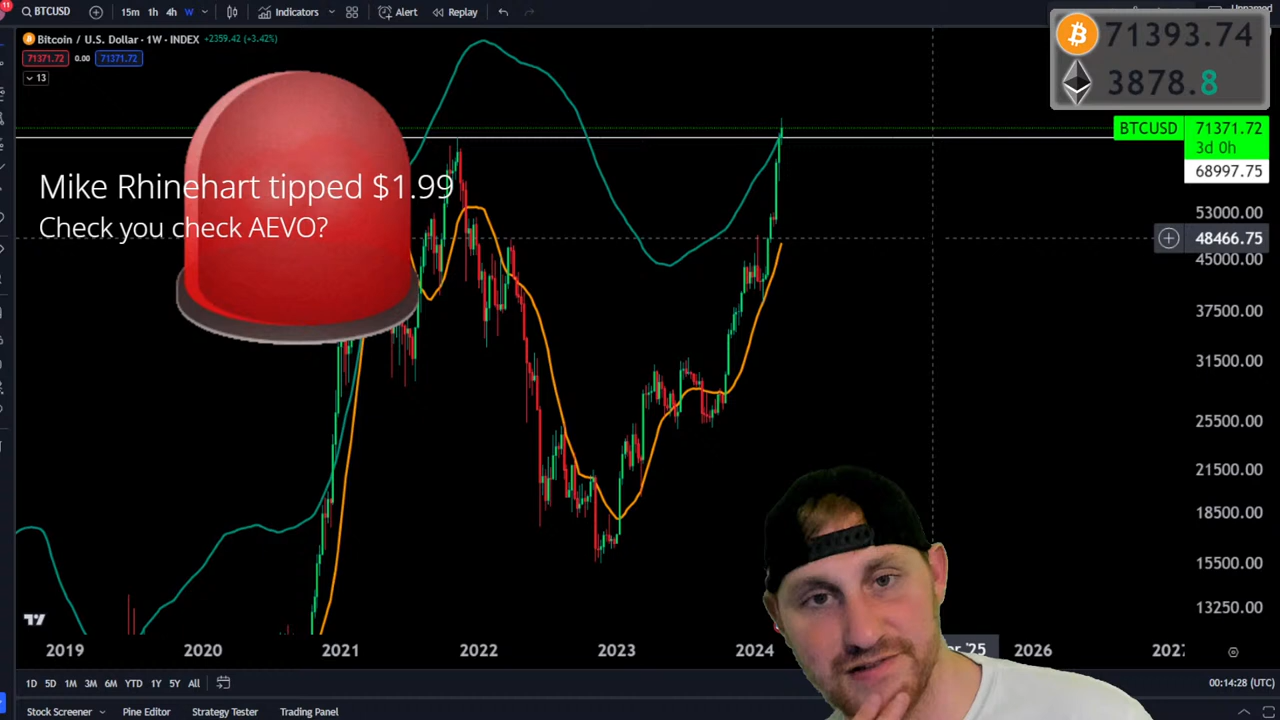 11
BTCUSD
15m 1h 4h W
Indicators
Alert
Replay
Unnamed
Bitcoin / U.S. Dollar · 1W · INDEX +2359.42 (+3.42%)
71371.72 0.00 71371.72
13
71393.74
3878.8
Mike Rhinehart tipped $1.99
Check you check AEVO?
BTCUSD 71371.72
3d 0h
68997.75
53000.00
48466.75
45000.00
37500.00
31500.00
25500.00
21500.00
18500.00
15500.00
13250.00
2019 2020 2021 2022 2023 2024 '25 2026
1D 5D 1M 3M 6M YTD 1Y 5Y All
00:14:28 (UTC)
Stock Screener Pine Editor Strategy Tester Trading Panel